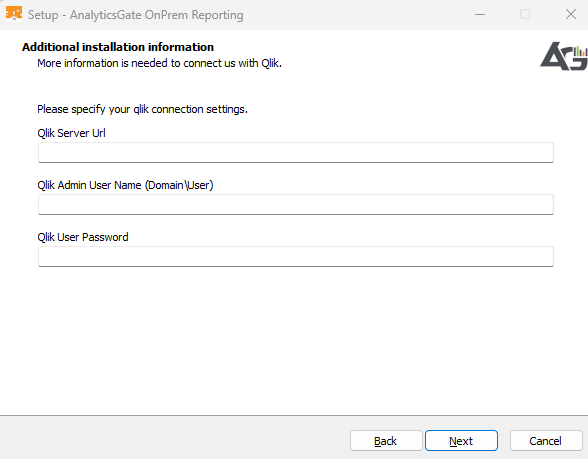 Setup - AnalyticsGate OnPrem Reporting
Additional installation information
More information is needed to connect us with Qlik.
AG
Please specify your qlik connection settings.
Qlik Server Url
Qlik Admin User Name (Domain\User)
Qlik User Password
Back
Next
Cancel